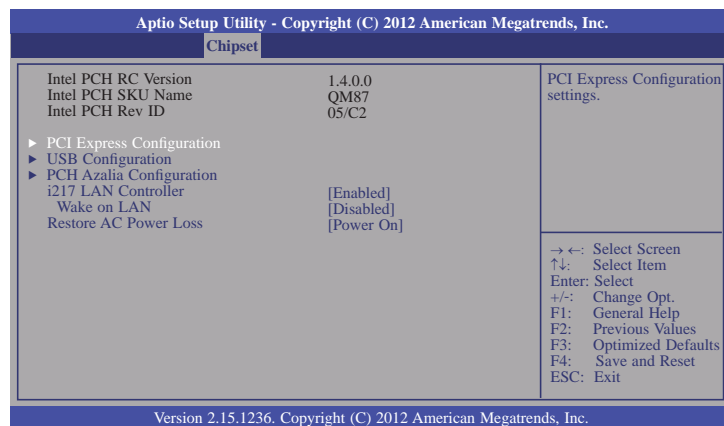 Aptio Setup Utility - Copyright (C) 2012 American Megatrends, Inc.
Chipset
Intel PCH RC Version 1.4.0.0
Intel PCH SKU Name QM87
Intel PCH Rev ID 05/C2
► PCI Express Configuration
► USB Configuration
► PCH Azalia Configuration
i217 LAN Controller [Enabled]
Wake on LAN [Disabled]
Restore AC Power Loss [Power On]
PCI Express Configuration
settings.
→←: Select Screen
↑↓: Select Item
Enter: Select
+/-: Change Opt.
F1: General Help
F2: Previous Values
F3: Optimized Defaults
F4: Save and Reset
ESC: Exit
Version 2.15.1236. Copyright (C) 2012 American Megatrends, Inc.